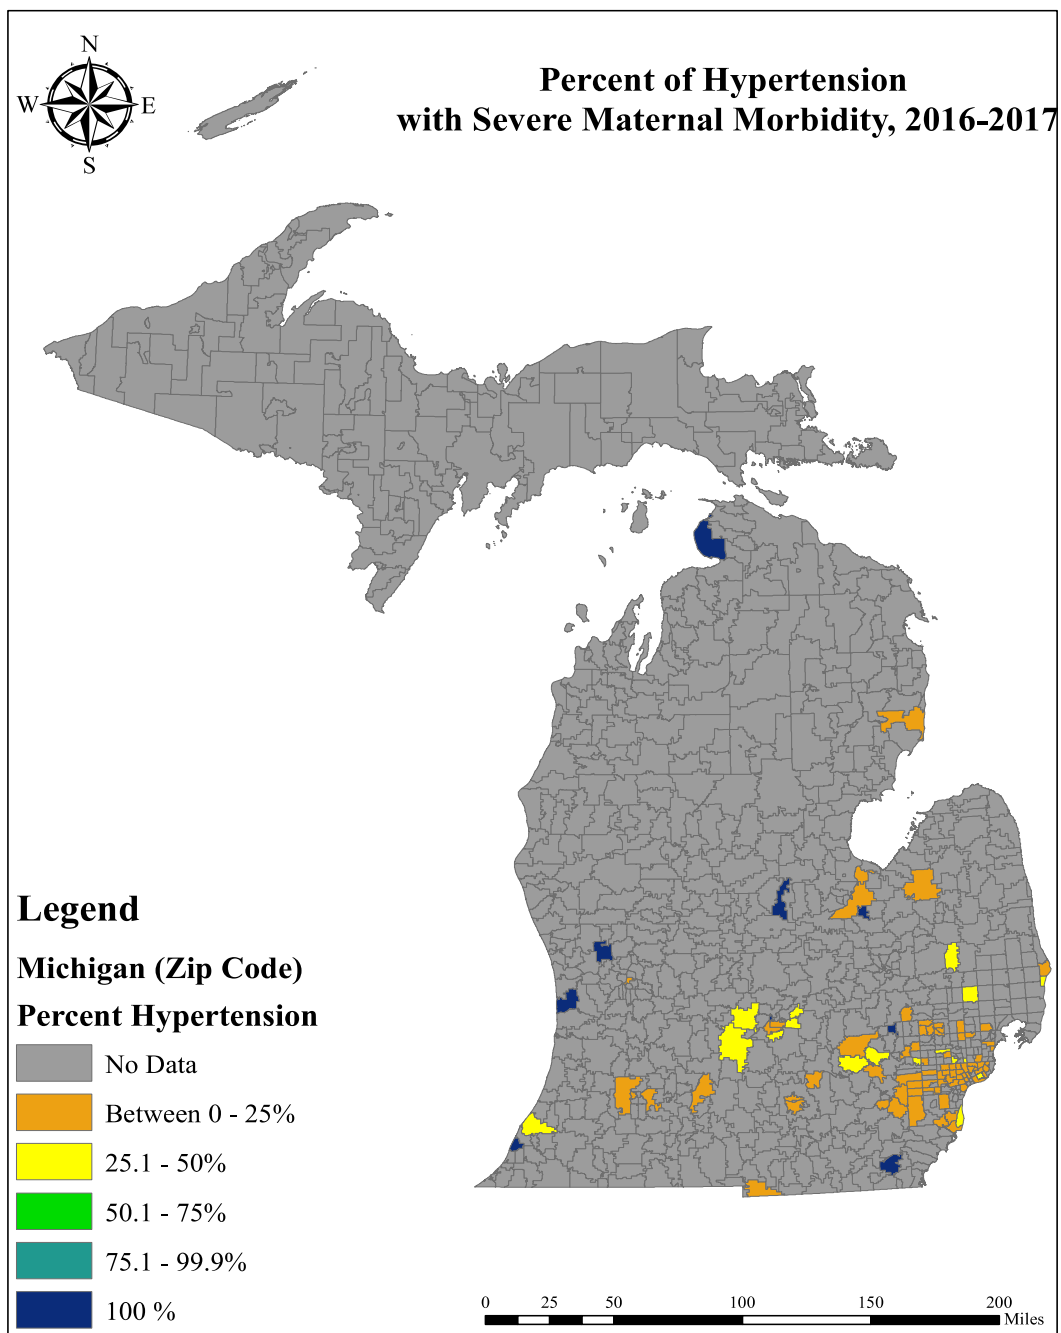 N
W E
S
Percent of Hypertension
with Severe Maternal Morbidity, 2016-2017
Legend
Michigan (Zip Code)
Percent Hypertension
No Data
Between 0 - 25%
25.1 - 50%
50.1 - 75%
75.1 - 99.9%
100 %
0 25 50 100 150 200
Miles